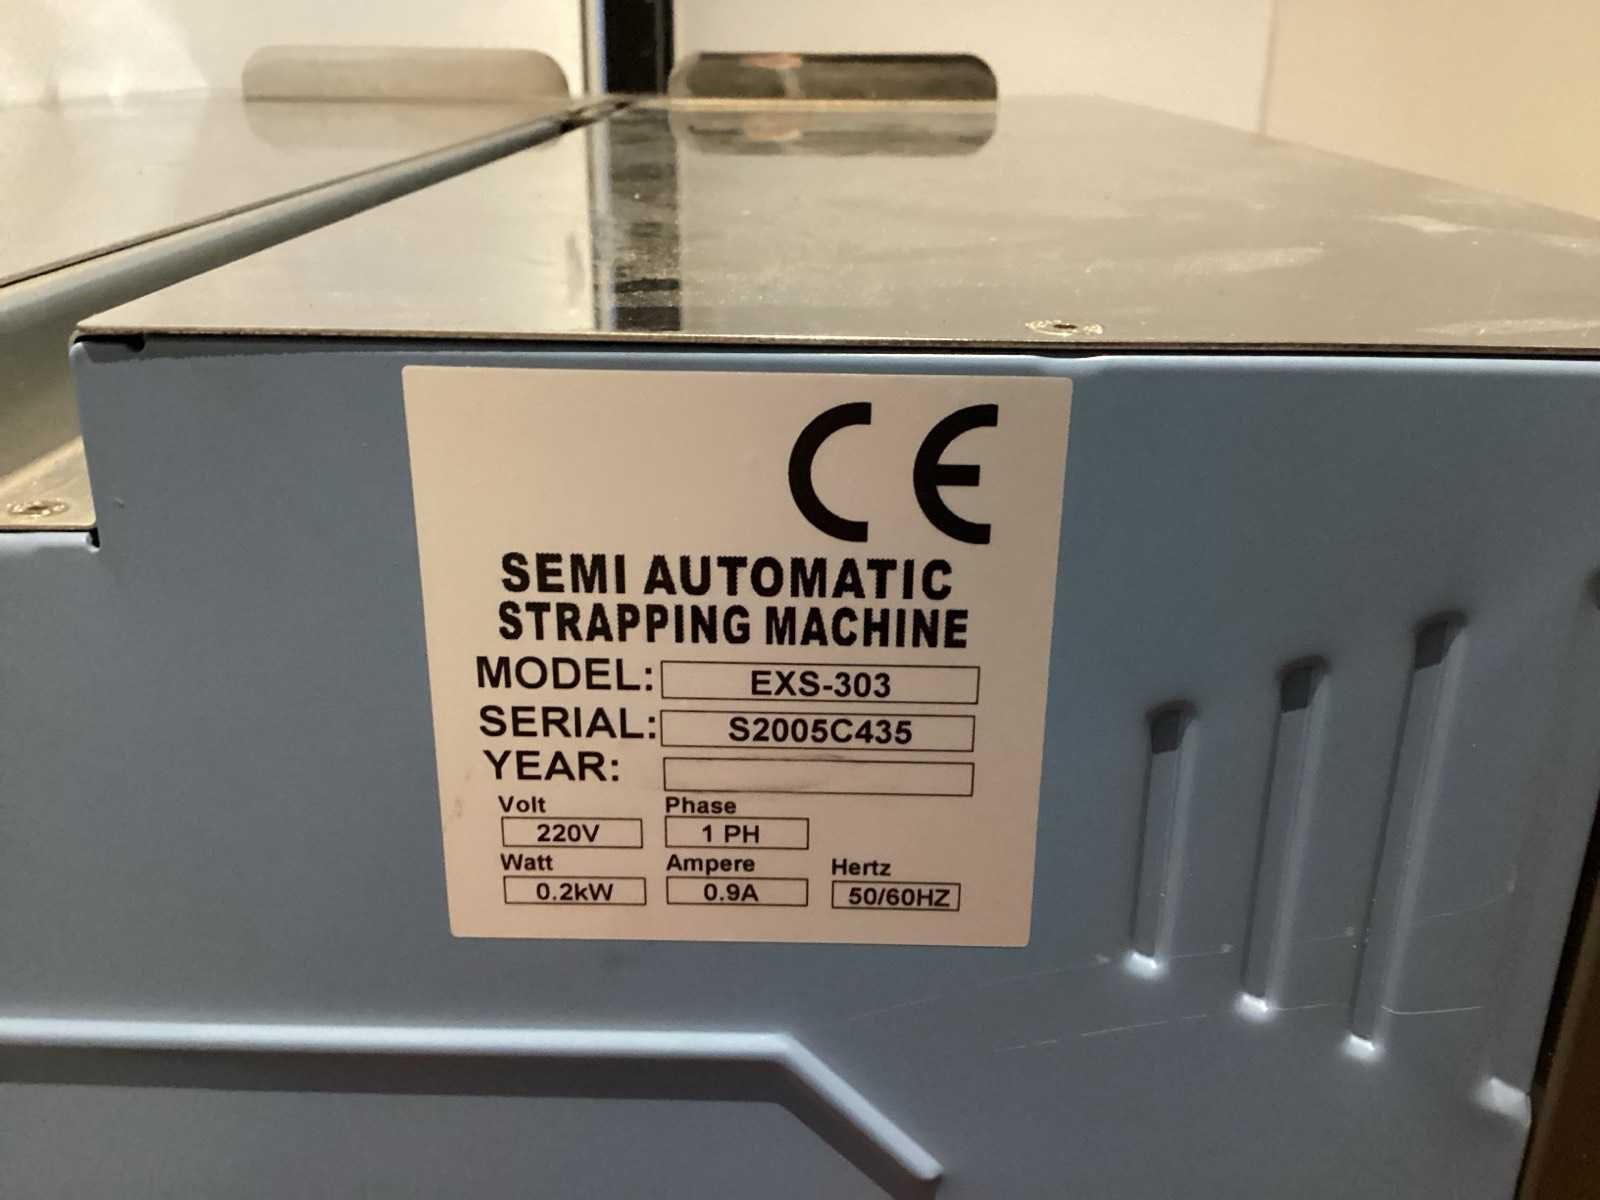 CE
SEMI AUTOMATIC
STRAPPING MACHINE
MODEL: EXS-303
SERIAL: S2005C435
YEAR:
Volt Phase
220V 1 PH
Watt Ampere Hertz
0.2kW 0.9A 50/60HZ